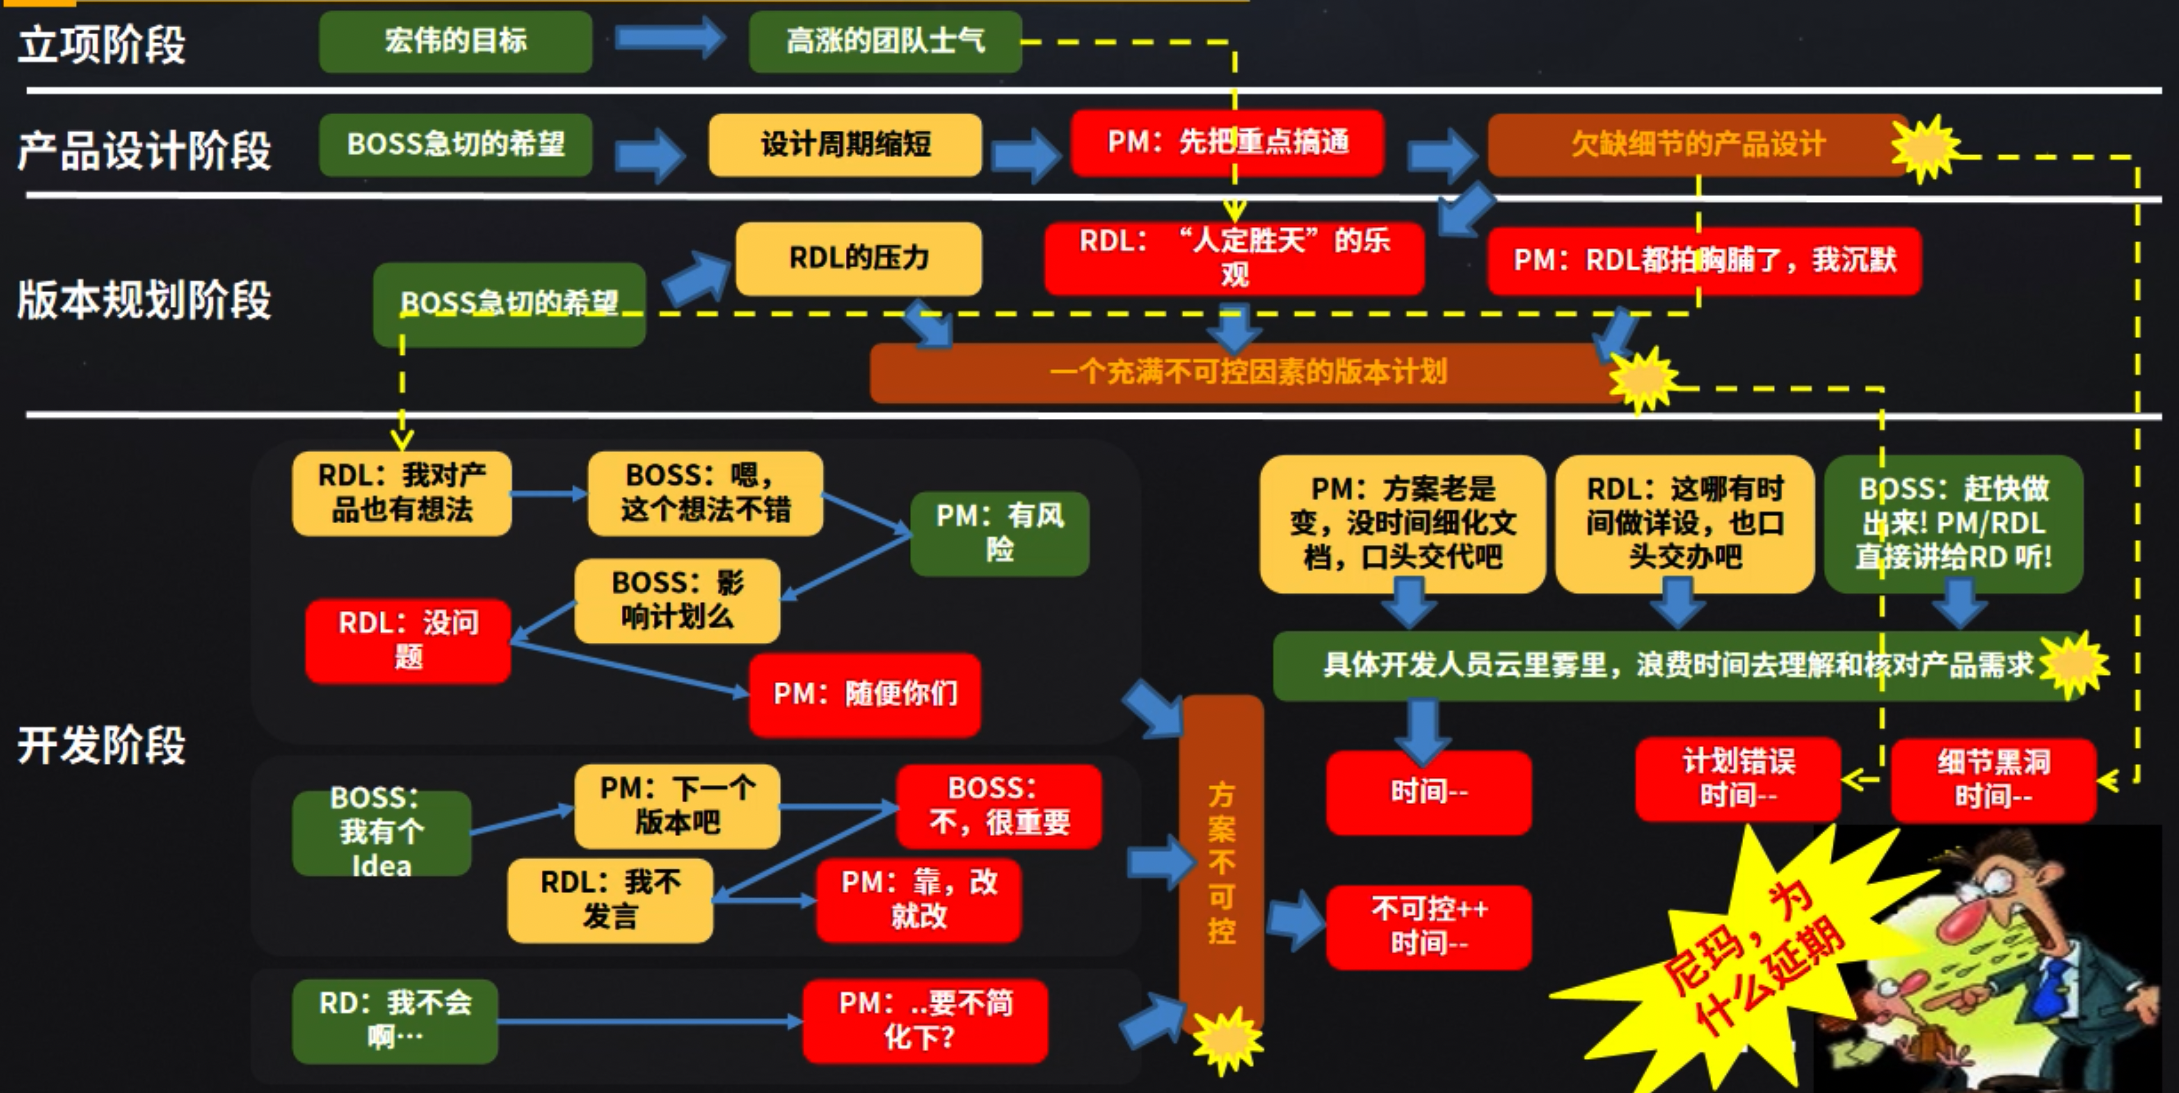 立项阶段
宏伟的目标
高涨的团队士气
产品设计阶段
BOSS急切的希望
设计周期缩短
PM：先把重点搞通
欠缺细节的产品设计
版本规划阶段
BOSS急切的希望
RDL的压力
RDL：“人定胜天”的乐
观
PM：RDL都拍胸脯了，我沉默
一个充满不可控因素的版本计划
开发阶段
RDL：我对产
品也有想法
BOSS：嗯，
这个想法不错
PM：有风
险
BOSS：影
响计划么
RDL：没问
题
PM：随便你们
BOSS：
我有个
Idea
PM：下一个
版本吧
BOSS：
不，很重要
RDL：我不
发言
PM：靠，改
就改
RD：我不会
啊…
PM：..要不简
化下？
方
案
不
可
控
PM：方案老是
变，没时间细化文
档，口头交代吧
RDL：这哪有时
间做详设，也口
头交办吧
BOSS：赶快做
出来! PM/RDL
直接讲给RD 听!
具体开发人员云里雾里，浪费时间去理解和核对产品需求
时间--
计划错误
时间--
细节黑洞
时间--
不可控++
时间--
尼玛，为
什么延期